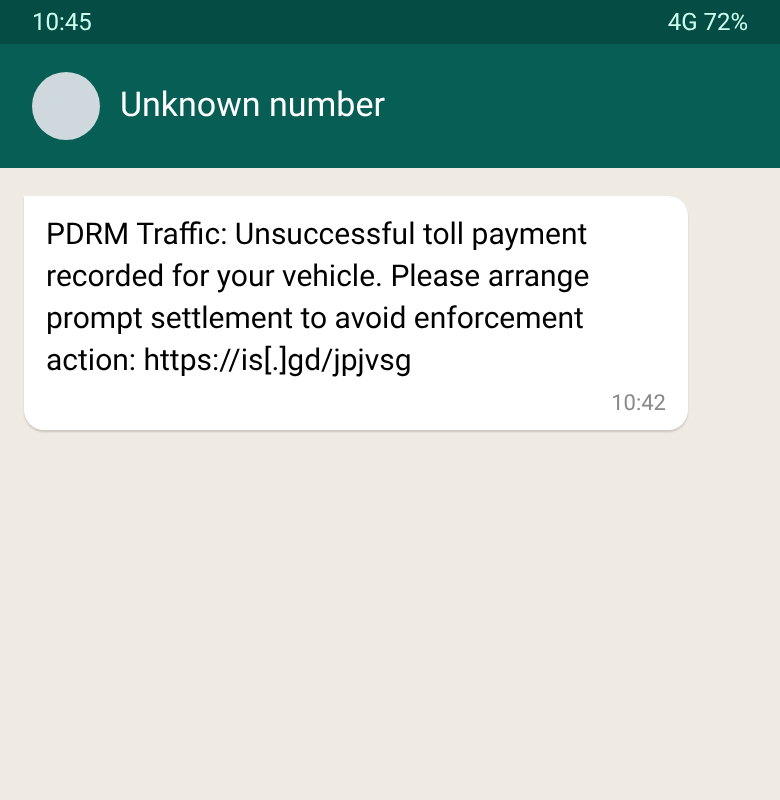 10:45 4G 72%
Unknown number
PDRM Traffic: Unsuccessful toll payment
recorded for your vehicle. Please arrange
prompt settlement to avoid enforcement
action: https://is[.]gd/jpjvsg
10:42